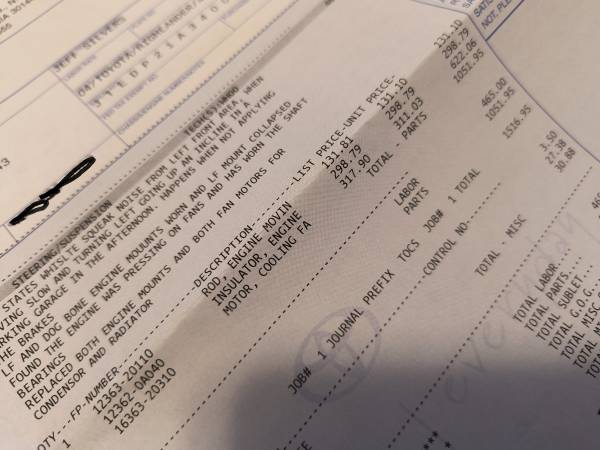 JEFF SILVERS
04/TOYOTA/HIGHLANDER/
JTEDP21A3400
STEERING/SUSPENSION
STATES WHISTLE SQUEAK NOISE FROM LEFT FRONT AREA WHEN
VING SLOW AND TURNING LEFT GOING UP AN INCLINE IN A
ARKING GARAGE IN THE AFTERNOON HAPPENS WHEN NOT APPLYING
HE BRAKES
LF AND DOG BONE ENGINE MOUNTS WORN AND LF MOUNT COLLAPSED
FOUND THE ENGINE WAS PRESSING ON FANS AND HAS WORN THE SHAFT
BEARINGS
REPLACED BOTH ENGINE MOUNTS AND BOTH FAN MOTORS FOR
CONDENSOR AND RADIATOR
QTY---FP-NUMBER---DESCRIPTION---LIST PRICE-UNIT PRICE-
1 12363-20110 ROD, ENGINE MOVIN 131.81 131.10 131.10
12362-0A040 INSULATOR, ENGINE 298.79 298.79 298.79
16363-20310 MOTOR, COOLING FA 317.90 311.03 622.06
TOTAL - PARTS 1051.95
LABOR 465.00
PARTS 1051.95
JOB# 1 JOURNAL PREFIX TOCS JOB# 1 TOTAL 1516.95
CONTROL NO
3.50
27.38
TOTAL - MISC 30.88
TOTAL LABOR
TOTAL PARTS...
TOTAL SUBLET..
TOTAL G.O.
TOTAL MISC